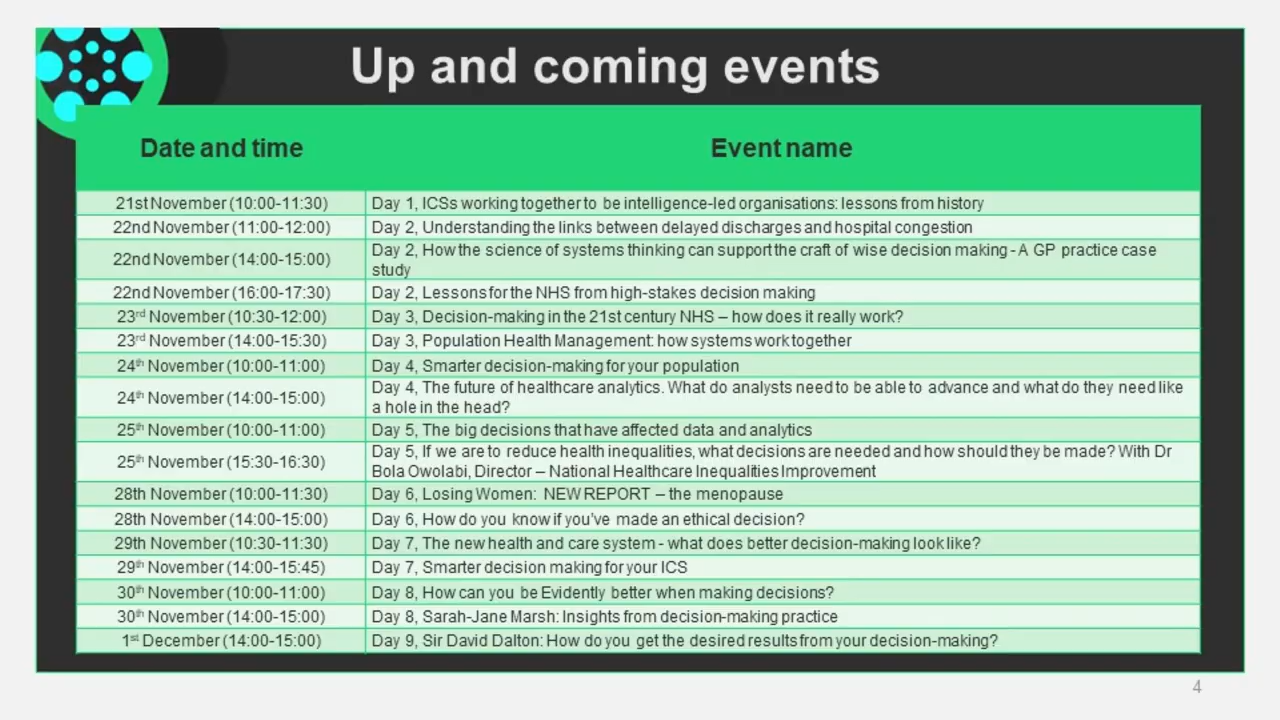 Up and coming events
Date and time Event name
21st November (10:00-11:30) Day 1, ICSs working together to be intelligence-led organisations: lessons from history
22nd November (11:00-12:00) Day 2, Understanding the links between delayed discharges and hospital congestion
22nd November (14:00-15:00) Day 2, How the science of systems thinking can support the craft of wise decision making - A GP practice case
study
22nd November (16:00-17:30) Day 2, Lessons for the NHS from high-stakes decision making
23rd November (10:30-12:00) Day 3, Decision-making in the 21st century NHS – how does it really work?
23rd November (14:00-15:30) Day 3, Population Health Management: how systems work together
24th November (10:00-11:00) Day 4, Smarter decision-making for your population
24th November (14:00-15:00) Day 4, The future of healthcare analytics. What do analysts need to be able to advance and what do they need like
a hole in the head?
25th November (10:00-11:00) Day 5, The big decisions that have affected data and analytics
25th November (15:30-16:30) Day 5, If we are to reduce health inequalities, what decisions are needed and how should they be made? With Dr
Bola Owolabi, Director – National Healthcare Inequalities Improvement
28th November (10:00-11:30) Day 6, Losing Women: NEW REPORT – the menopause
28th November (14:00-15:00) Day 6, How do you know if you've made an ethical decision?
29th November (10:30-11:30) Day 7, The new health and care system - what does better decision-making look like?
29th November (14:00-15:45) Day 7, Smarter decision making for your ICS
30th November (10:00-11:00) Day 8, How can you be Evidently better when making decisions?
30th November (14:00-15:00) Day 8, Sarah-Jane Marsh: Insights from decision-making practice
1st December (14:00-15:00) Day 9, Sir David Dalton: How do you get the desired results from your decision-making?
4